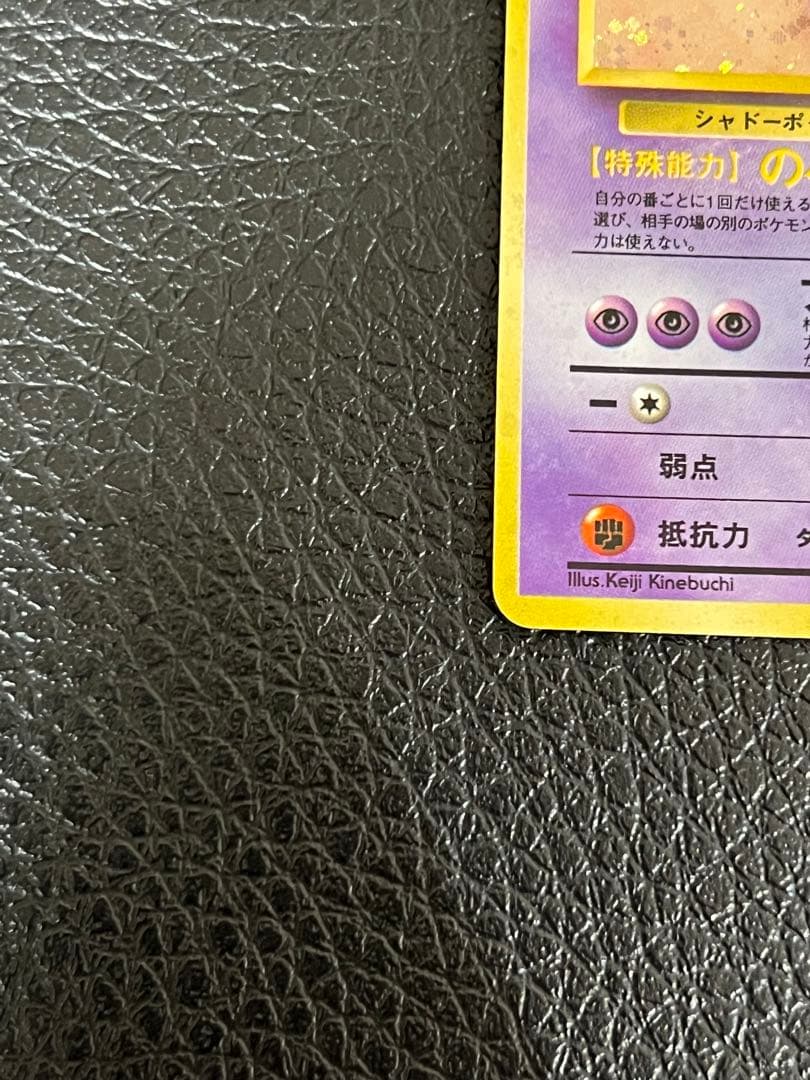 シャドーポ
【特殊能力】 の
自分の番ごとに1回だけ使える
選び、相手の場の別のポケモン
力は使えない。
弱点
抵抗力
Illus.Keiji Kinebuchi